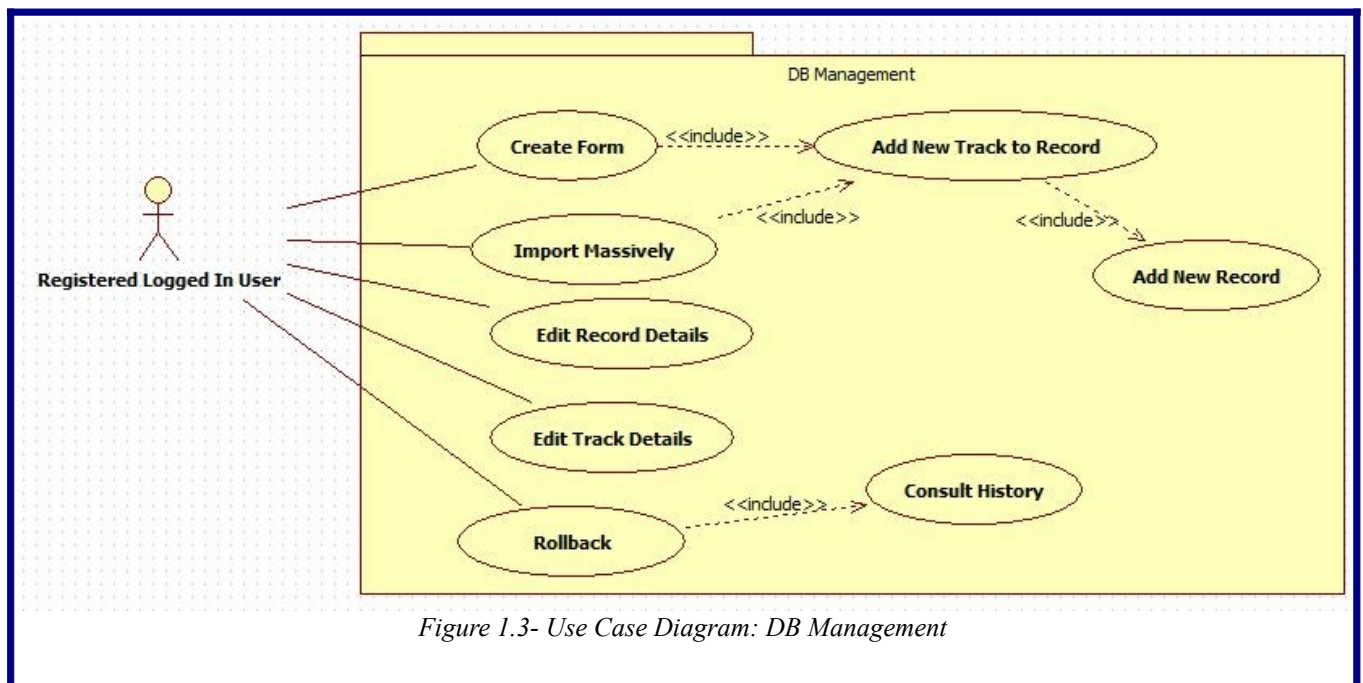 DB Management
Create Form
<<include>>
Add New Track to Record
Import Massively
<<include>>
<<include>>
Add New Record
Registered Logged In User
Edit Record Details
Edit Track Details
Rollback
<<include>>
Consult History
Figure 1.3- Use Case Diagram: DB Management